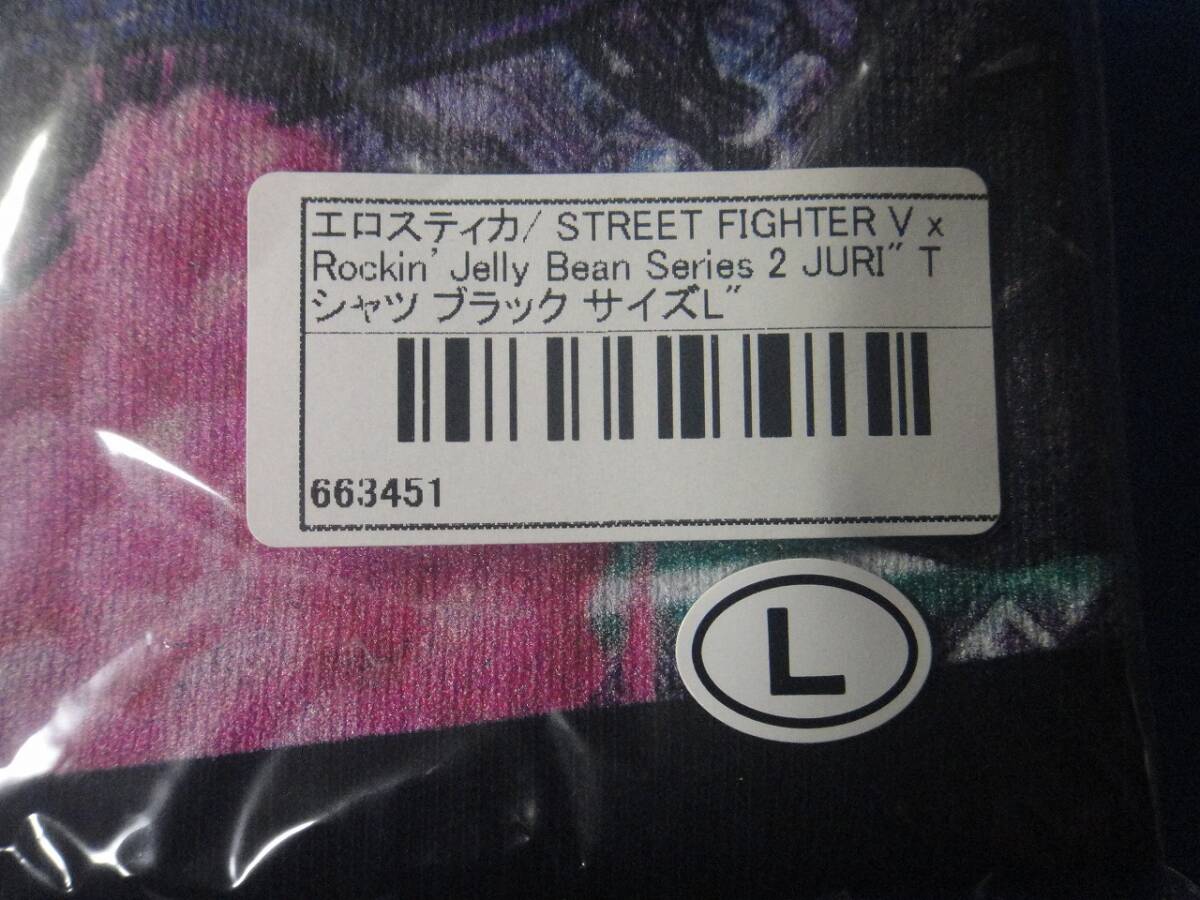 エロスティカ/ STREET FIGHTER V x
Rockin' Jelly Bean Series 2 JURI" T
シャツ ブラック サイズL"
663451
L